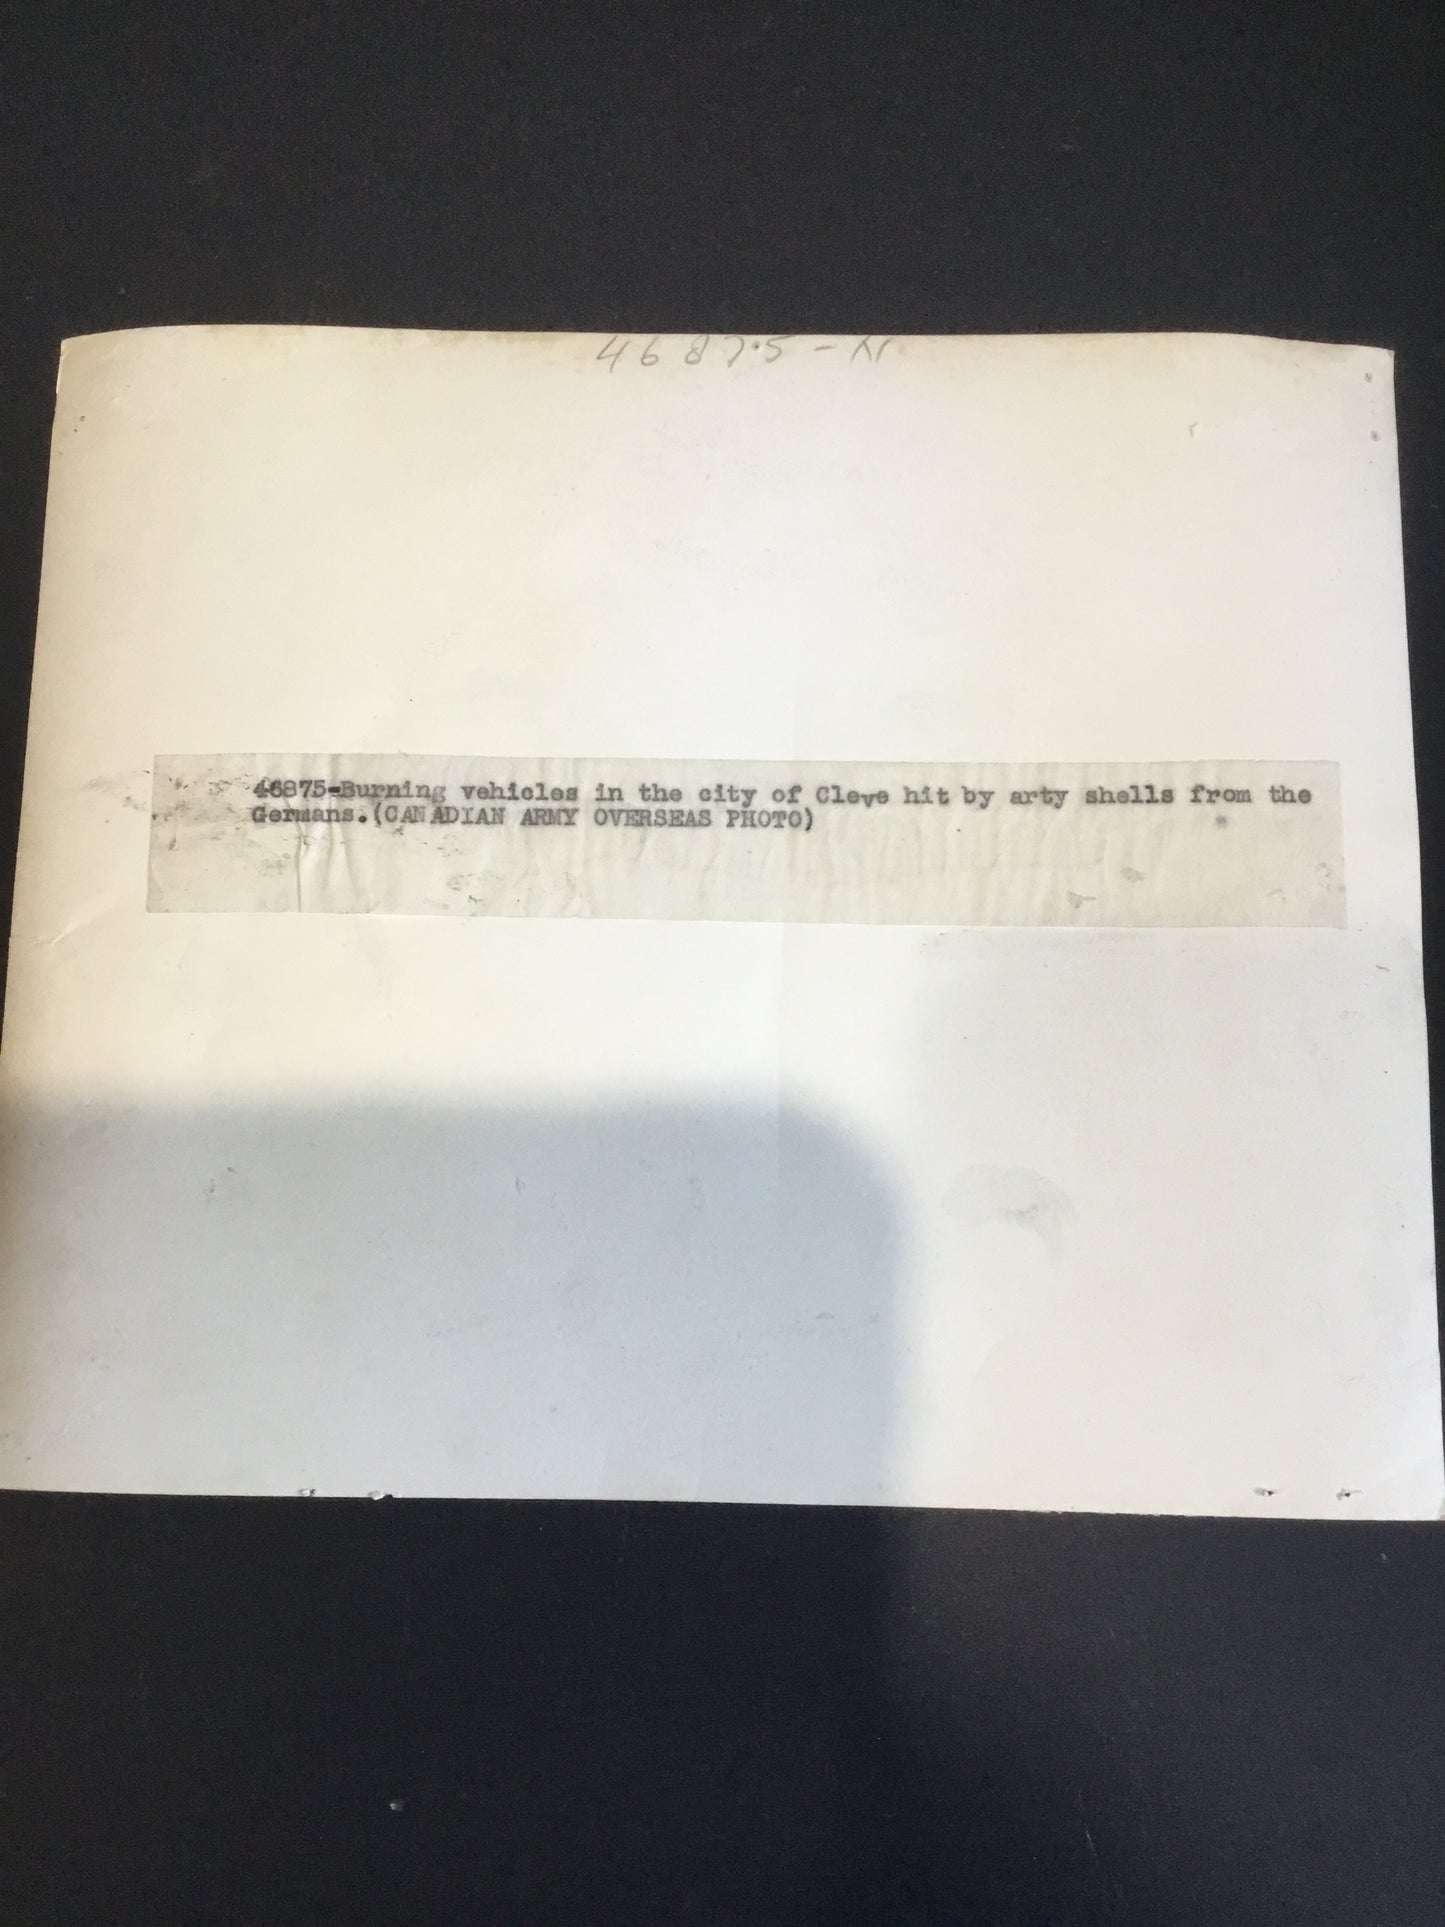 46875-N
46875-Burning vehicles in the city of Cleve hit by arty shells from the
Germans.(CANADIAN ARMY OVERSEAS PHOTO)